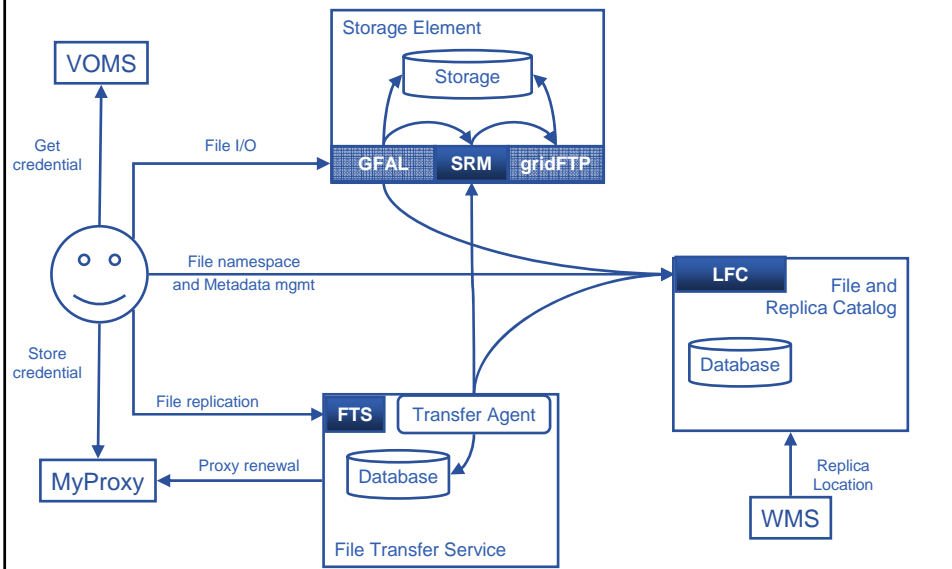 Storage Element
VOMS
Storage
Get
credential
File I/O
GFAL
SRM
gridFTP
File namespace
and Metadata mgmt
LFC
File and
Replica Catalog
Store
credential
Database
File replication
FTS
Transfer Agent
Proxy renewal
Database
MyProxy
Replica
Location
WMS
File Transfer Service